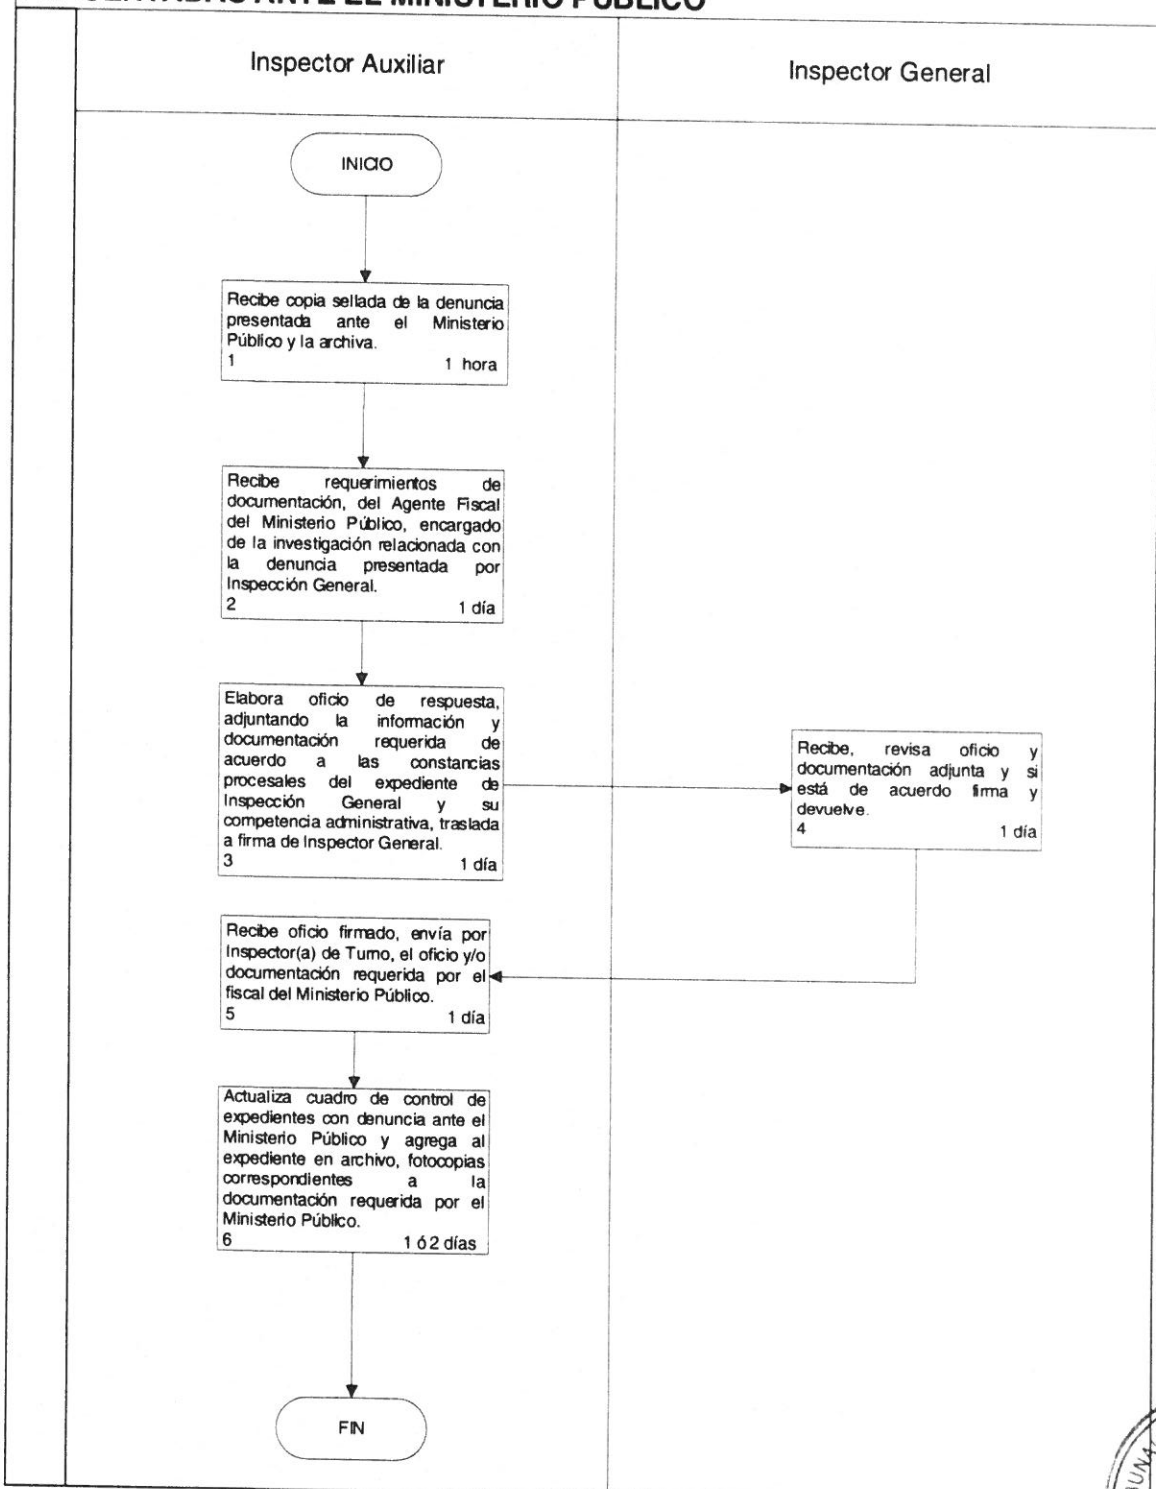 ANTE EL MINISTERIO PÚBLICO
Inspector Auxiliar
Inspector General
INICIO
Recibe copia sellada de la denuncia
presentada ante el Ministerio
Público y la archiva.
1 1 hora
Recibe requerimientos de
documentación, del Agente Fiscal
del Ministerio Público, encargado
de la investigación relacionada con
la denuncia presentada por
Inspección General.
2 1 día
Elabora oficio de respuesta,
adjuntando la información y
documentación requerida de
acuerdo a las constancias
procesales del expediente de
Inspección General y su
competencia administrativa, traslada
a firma de Inspector General.
3 1 día
Recibe, revisa oficio y
documentación adjunta y si
está de acuerdo firma y
devuelve.
4 1 día
Recibe oficio firmado, envía por
Inspector(a) de Turno, el oficio y/o
documentación requerida por el
fiscal del Ministerio Público.
5 1 día
Actualiza cuadro de control de
expedientes con denuncia ante el
Ministerio Público y agrega al
expediente en archivo, fotocopias
correspondientes a la
documentación requerida por el
Ministerio Público.
6 1 ó 2 días
FIN